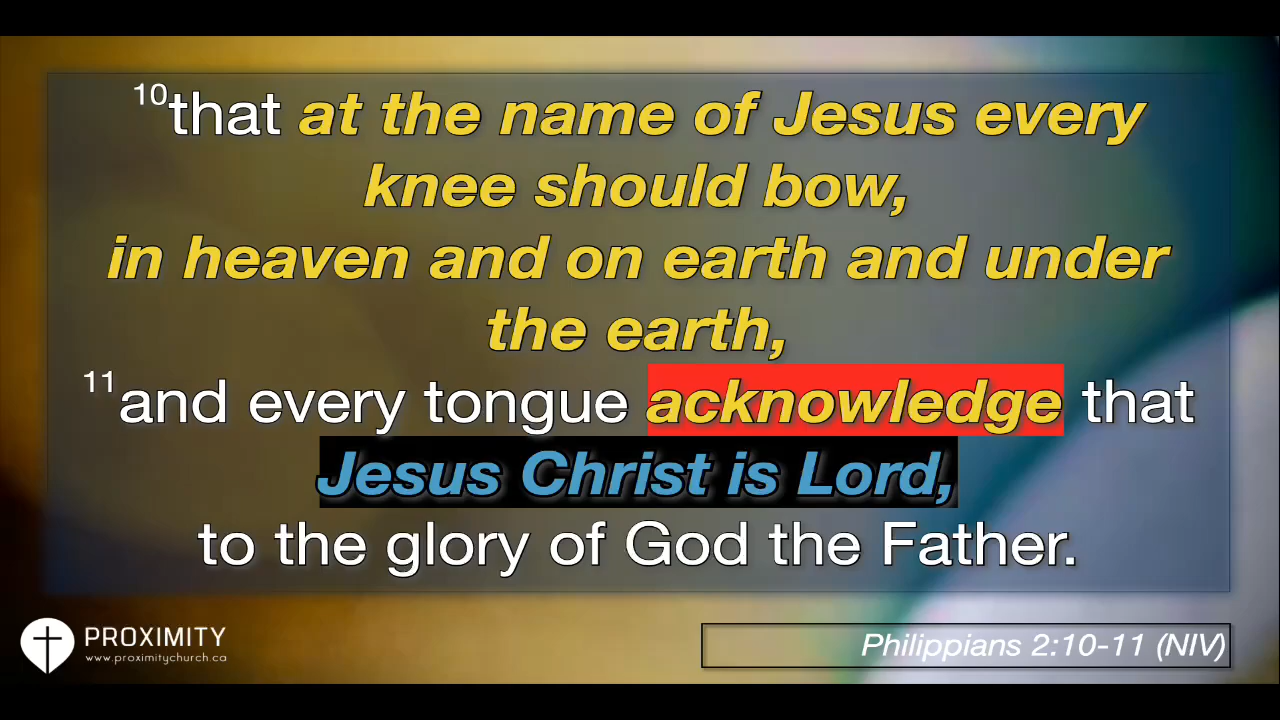 10that at the name of Jesus every
knee should bow,
in heaven and on earth and under
the earth,
11and every tongue acknowledge that
Jesus Christ is Lord,
to the glory of God the Father.
PROXIMITY
www.proximitychurch.ca
Philippians 2:10-11 (NIV)